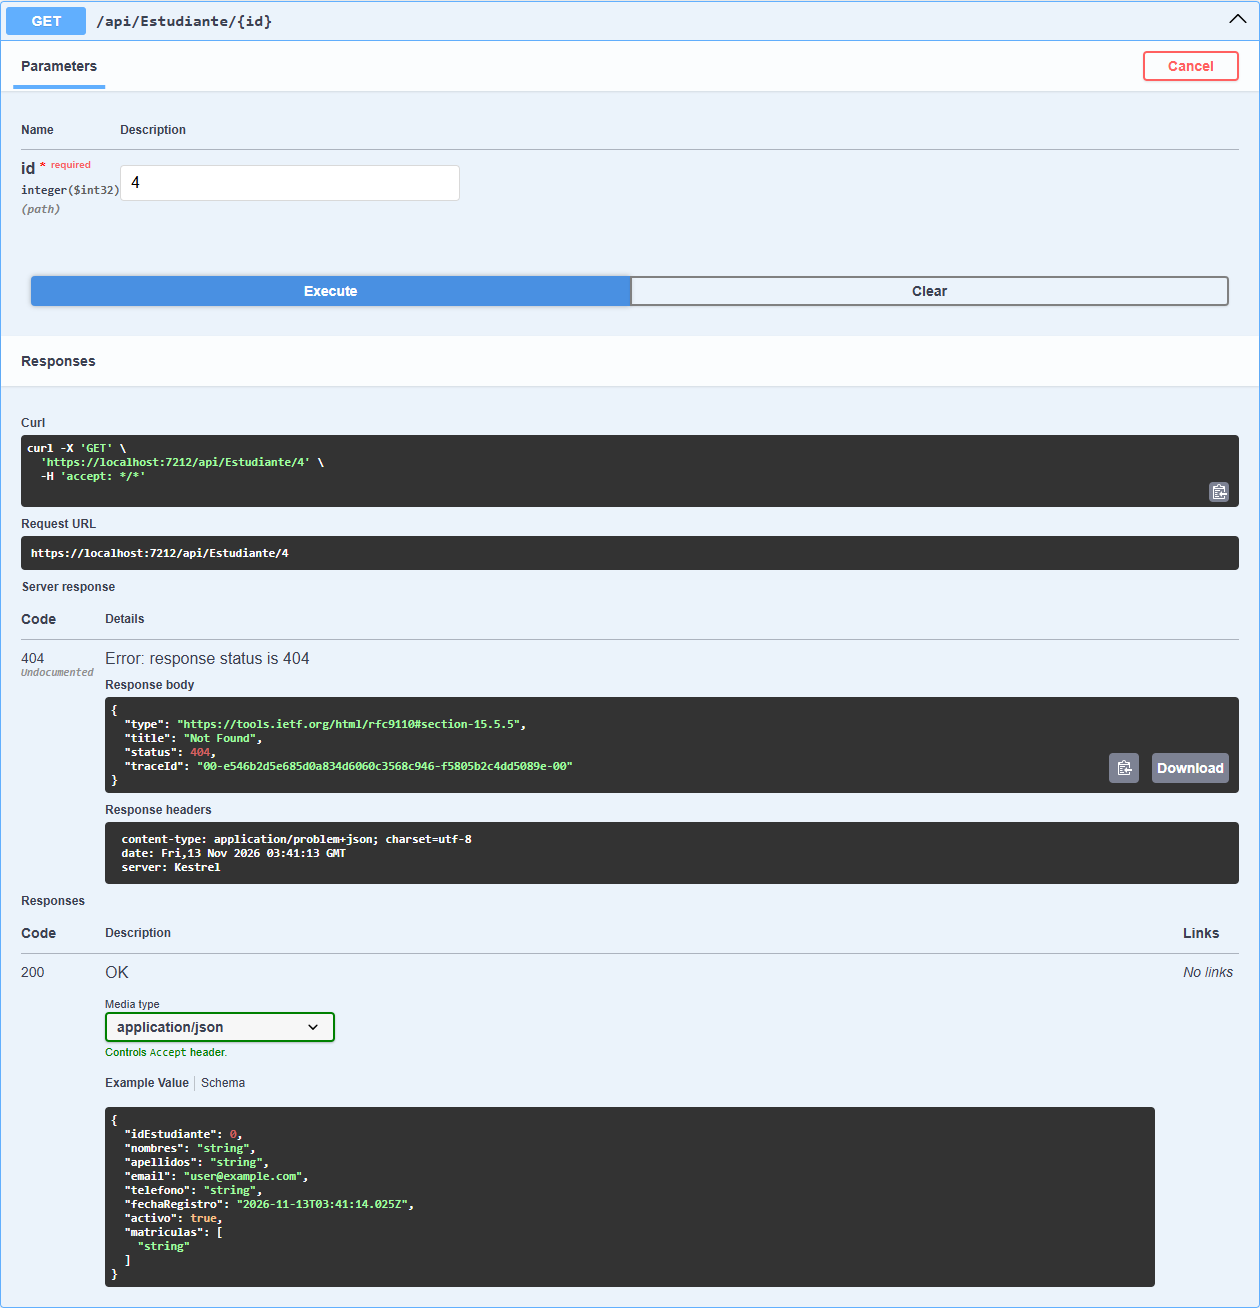 GET /api/Estudiante/{id}
Parameters
Cancel
Name Description
id * required
integer($int32)
(path)
4
Execute Clear
Responses
Curl
curl -X 'GET' \
'https://localhost:7212/api/Estudiante/4' \
-H 'accept: */*'
Request URL
https://localhost:7212/api/Estudiante/4
Server response
Code Details
404
Undocumented
Error: response status is 404
Response body
{
"type": "https://tools.ietf.org/html/rfc9110#section-15.5.5",
"title": "Not Found",
"status": 404,
"traceId": "00-e546b2d5e685d0a834d6060c3568c946-f5805b2c4dd5089e-00"
}
Download
Response headers
content-type: application/problem+json; charset=utf-8
date: Fri,13 Nov 2026 03:41:13 GMT
server: Kestrel
Responses
Code Description Links
200 OK No links
Media type
application/json
Controls Accept header.
Example Value Schema
{
"idEstudiante": 0,
"nombres": "string",
"apellidos": "string",
"email": "user@example.com",
"telefono": "string",
"fechaRegistro": "2026-11-13T03:41:14.025Z",
"activo": true,
"matriculas": [
"string"
]
}